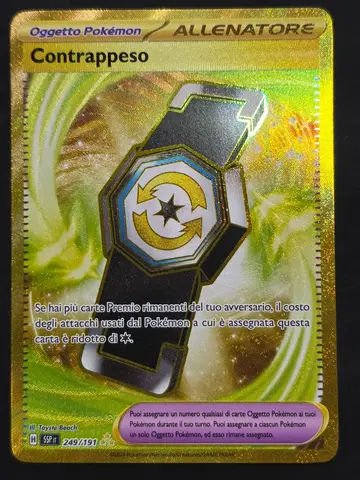 Oggetto Pokémon
ALLENATORE
Contrappeso
Se hai più carte Premio rimanenti del tuo avversario, il costo
degli attacchi usati dai Pokémon a cui è assegnata questa
carta è ridotto di
Ill. Toyste Beach
H SSP IT 249/191
Puoi assegnare un numero qualsiasi di carte Oggetto Pokémon ai tuoi
Pokémon durante il tuo turno. Puoi assegnare a ciascun Pokémon
un solo Oggetto Pokémon, ed esso rimane assegnato.